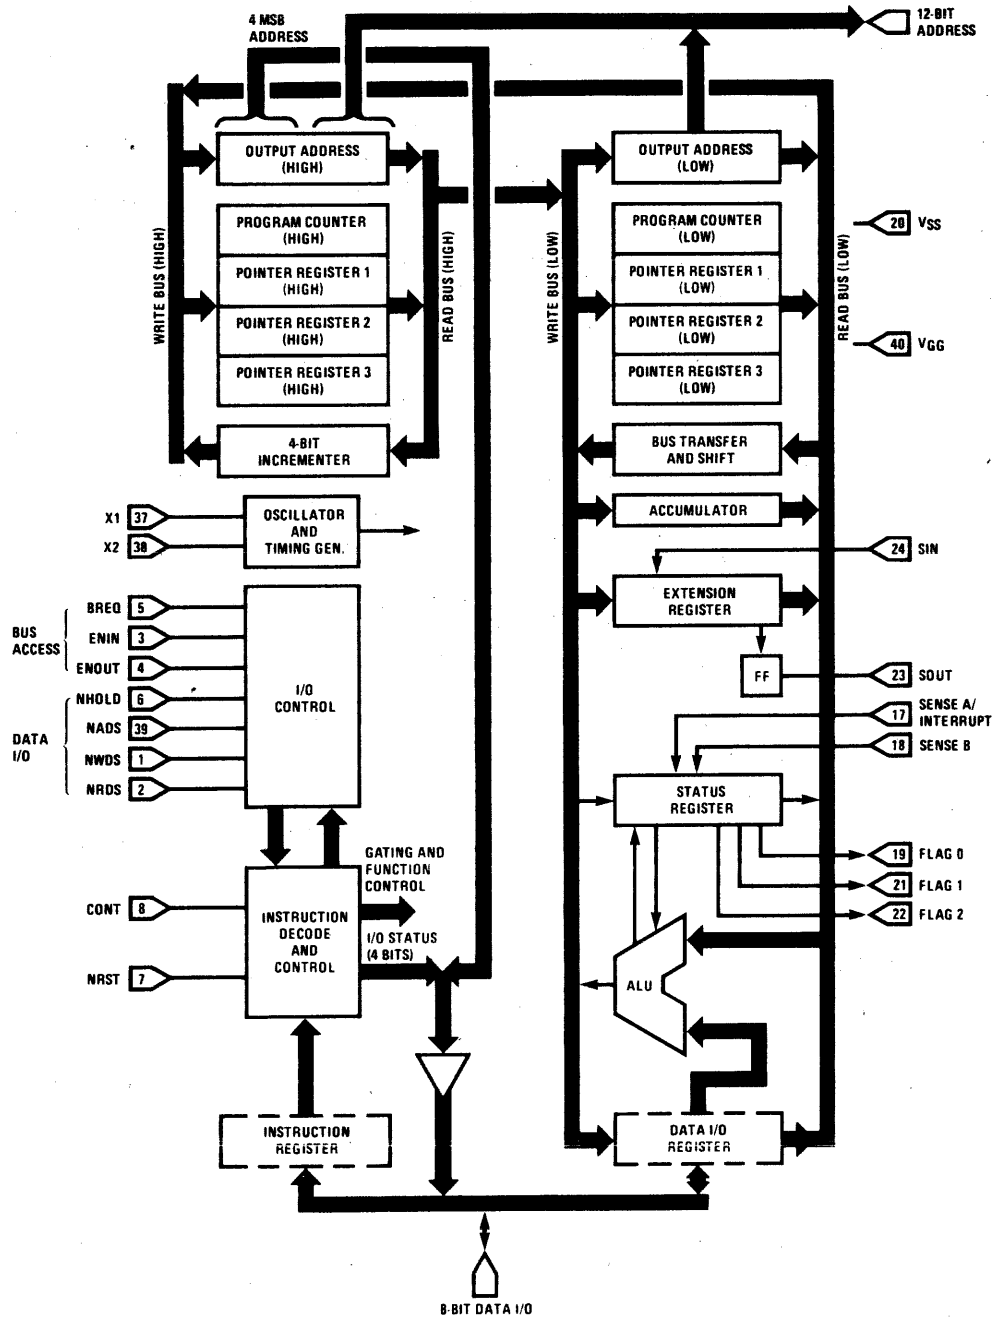 4 MSB
ADDRESS
12-BIT
ADDRESS
OUTPUT ADDRESS
(HIGH)
OUTPUT ADDRESS
(LOW)
PROGRAM COUNTER
(HIGH)
POINTER REGISTER 1
(HIGH)
POINTER REGISTER 2
(HIGH)
POINTER REGISTER 3
(HIGH)
WRITE BUS (HIGH)
READ BUS (HIGH)
4-BIT
INCREMENTER
PROGRAM COUNTER
(LOW)
POINTER REGISTER 1
(LOW)
POINTER REGISTER 2
(LOW)
POINTER REGISTER 3
(LOW)
WRITE BUS (LOW)
READ BUS (LOW)
20 VSS
40 VGG
BUS TRANSFER
AND SHIFT
ACCUMULATOR
X1 37
X2 38
OSCILLATOR
AND
TIMING GEN.
24 SIN
EXTENSION
REGISTER
FF
23 SOUT
BUS
ACCESS
BREQ 5
ENIN 3
ENOUT 4
DATA
I/O
NHOLD 6
NADS 39
NWDS 1
NRDS 2
I/O
CONTROL
17 SENSE A/
INTERRUPT
18 SENSE B
STATUS
REGISTER
19 FLAG 0
21 FLAG 1
22 FLAG 2
GATING AND
FUNCTION
CONTROL
CONT 8
NRST 7
INSTRUCTION
DECODE
AND
CONTROL
I/O STATUS
(4 BITS)
ALU
INSTRUCTION
REGISTER
DATA I/O
REGISTER
8-BIT DATA I/O